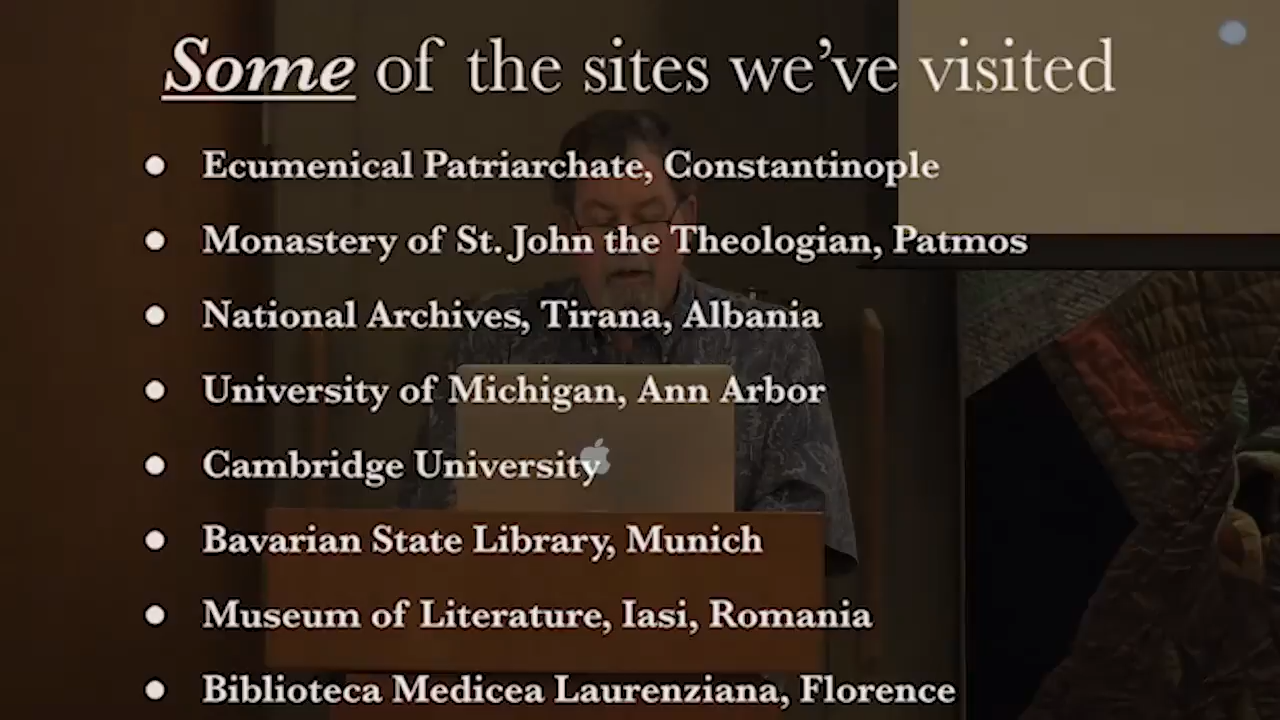 Some of the sites we’ve visited
• Ecumenical Patriarchate, Constantinople
• Monastery of St. John the Theologian, Patmos
• National Archives, Tirana, Albania
• University of Michigan, Ann Arbor
• Cambridge University
• Bavarian State Library, Munich
• Museum of Literature, Iasi, Romania
• Biblioteca Medicea Laurenziana, Florence